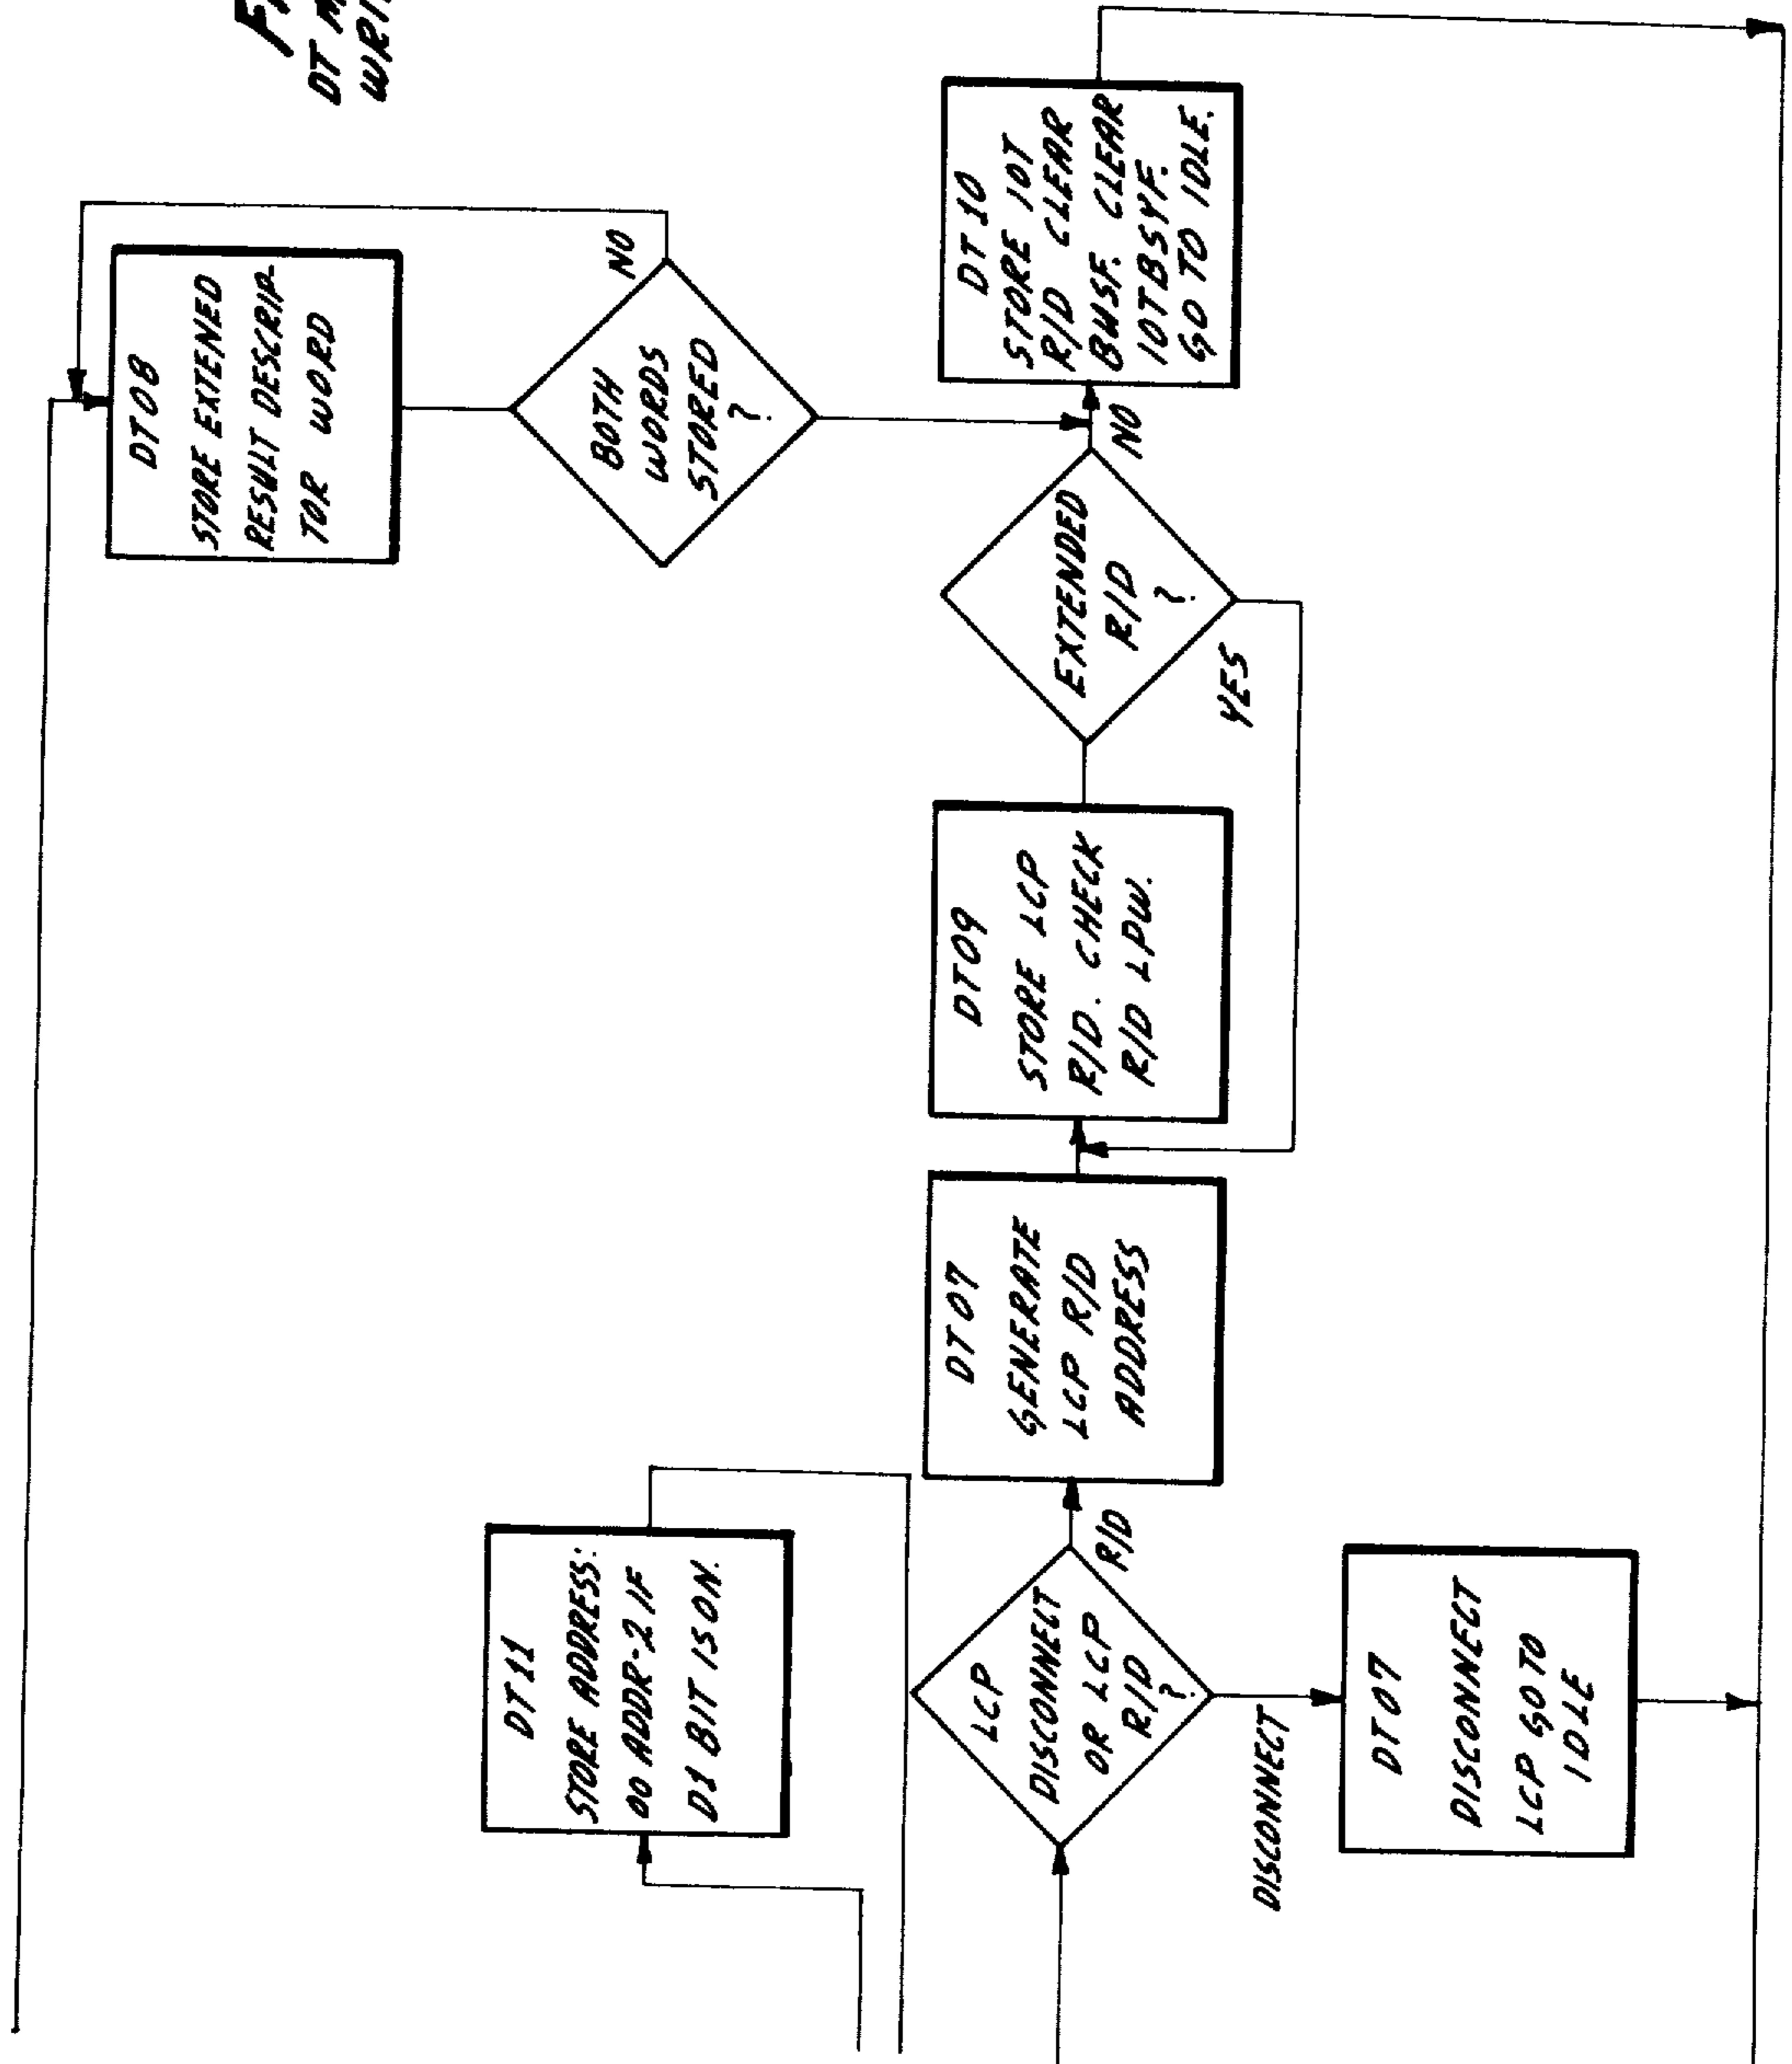 DT M
DT08
STORE EXTENED
RESULT DESCRIP-
TOR WORD
BOTH
WORDS
STORED
?
NO
DT11
STORE ADDRESS:
DO ADDR-2 IF
D1 BIT IS ON.
LCP
DISCONNECT
OR LCP
R/D
?
R/D
DISCONNECT
DT07
GENERATE
LCP R/D
ADDRESS
DT09
STORE LCP
R/D. CHECK
R/D LPW.
EXTENDED
R/D
?
NO
YES
DT10
STORE IOT
R/D CLEAR
BUSF. CLEAR
IOTBSYF.
GO TO IDLE.
DT07
DISCONNECT
LCP GO TO
IDLE